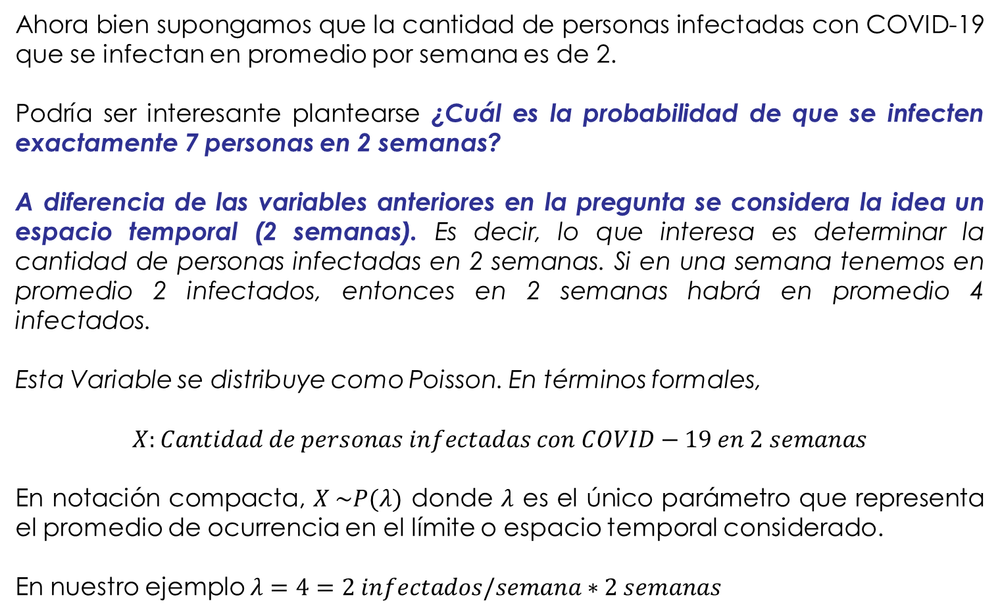 Ahora bien supongamos que la cantidad de personas infectadas con COVID-19
que se infectan en promedio por semana es de 2.
Podría ser interesante plantearse ¿Cuál es la probabilidad de que se infecten
exactamente 7 personas en 2 semanas?
A diferencia de las variables anteriores en la pregunta se considera la idea un
espacio temporal (2 semanas). Es decir, lo que interesa es determinar la
cantidad de personas infectadas en 2 semanas. Si en una semana tenemos en
promedio 2 infectados, entonces en 2 semanas habrá en promedio 4
infectados.
Esta Variable se distribuye como Poisson. En términos formales,
X: Cantidad de personas infectadas con COVID − 19 en 2 semanas
En notación compacta, X ~P(λ) donde λ es el único parámetro que representa
el promedio de ocurrencia en el límite o espacio temporal considerado.
En nuestro ejemplo λ = 4 = 2 infectados/semana ∗ 2 semanas